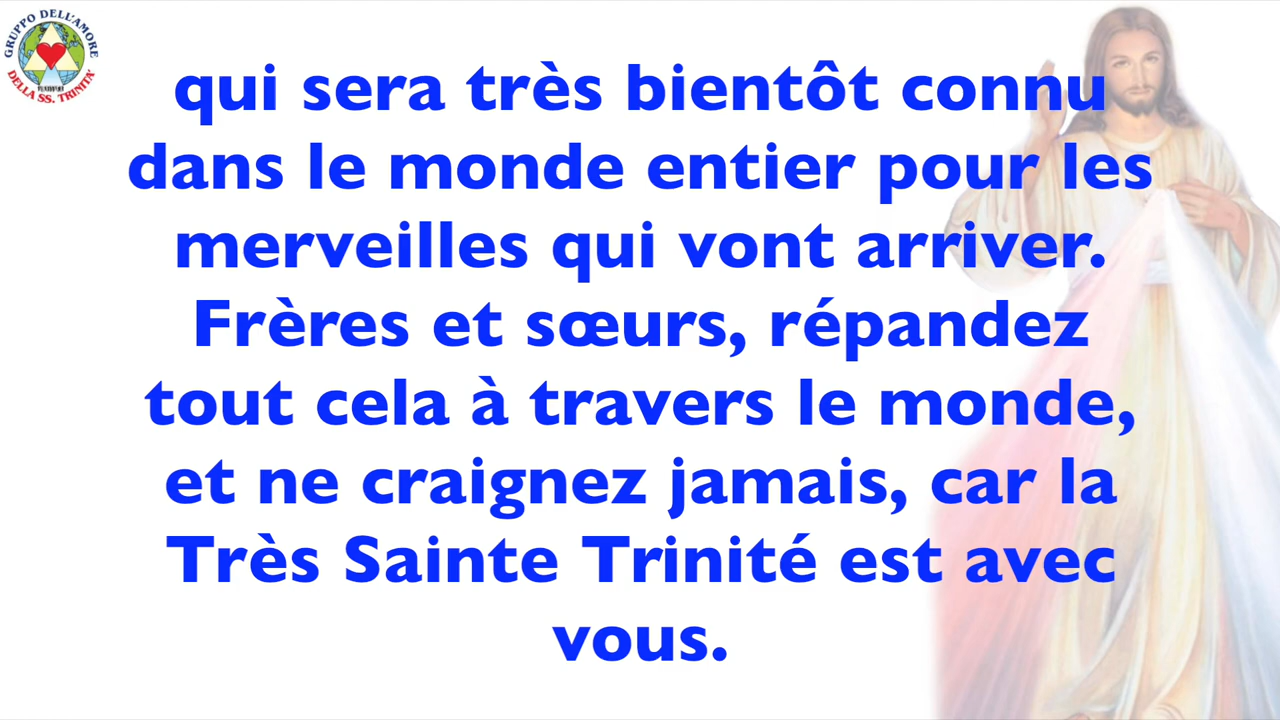 GRUPPO DELL'AMORE
DELLA SS. TRINITA'
qui sera très bientôt connu
dans le monde entier pour les
merveilles qui vont arriver.
Frères et sœurs, répandez
tout cela à travers le monde,
et ne craignez jamais, car la
Très Sainte Trinité est avec
vous.